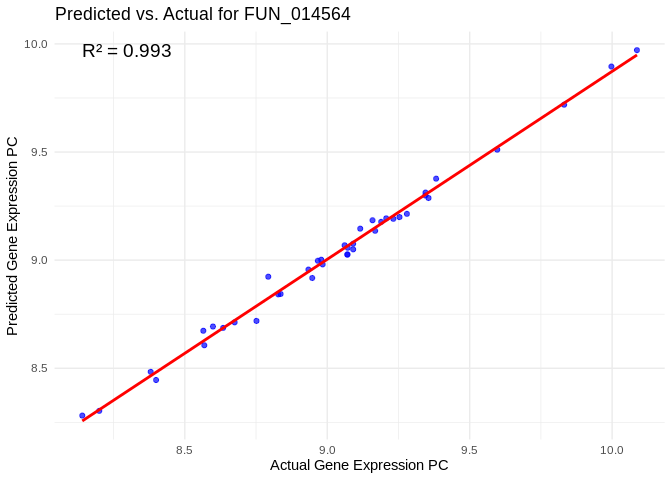 Predicted vs. Actual for FUN_014564
R² = 0.993
10.0
9.5
9.0
8.5
Predicted Gene Expression PC
8.5
9.0
9.5
10.0
Actual Gene Expression PC